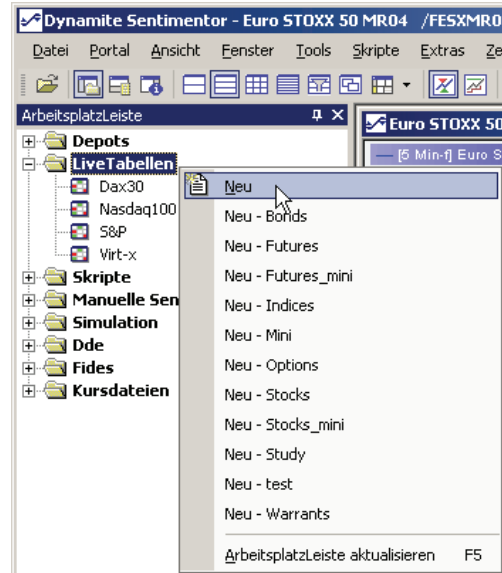 Dynamite Sentimentor - Euro STOXX 50 MR04 /FESXMR0
Datei Portal Ansicht Fenster Tools Skripte Extras Ze
ArbeitsplatzLeiste
Euro STOXX 50
[5 Min-f] Euro S
Depots
LiveTabellen
Dax30
Nasdaq100
S&P
Virt-x
Skripte
Manuelle Sen
Simulation
Dde
Fides
Kursdateien
Neu
Neu - Bonds
Neu - Futures
Neu - Futures_mini
Neu - Indices
Neu - Mini
Neu - Options
Neu - Stocks
Neu - Stocks_mini
Neu - Study
Neu - test
Neu - Warrants
ArbeitsplatzLeiste aktualisieren F5